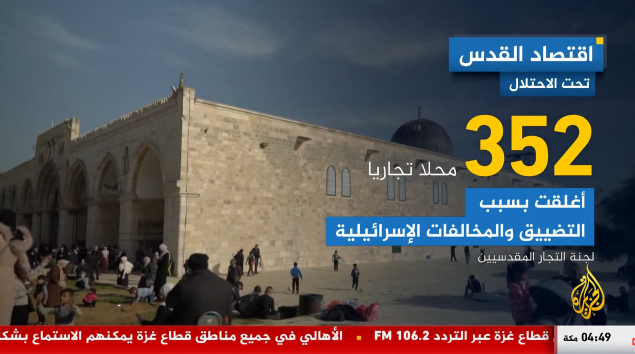 اقتصاد القدس
تحت الاحتلال
352 محلا تجاريا
أغلقت بسبب
التضييق والمخالفات الإسرائيلية
لجنة التجار المقدسيين
الجزيرة
04:49 مكة
قطاع غزة عبر التردد 106.2 FM ▪ الأهالي في جميع مناطق قطاع غزة يمكنهم الاستماع